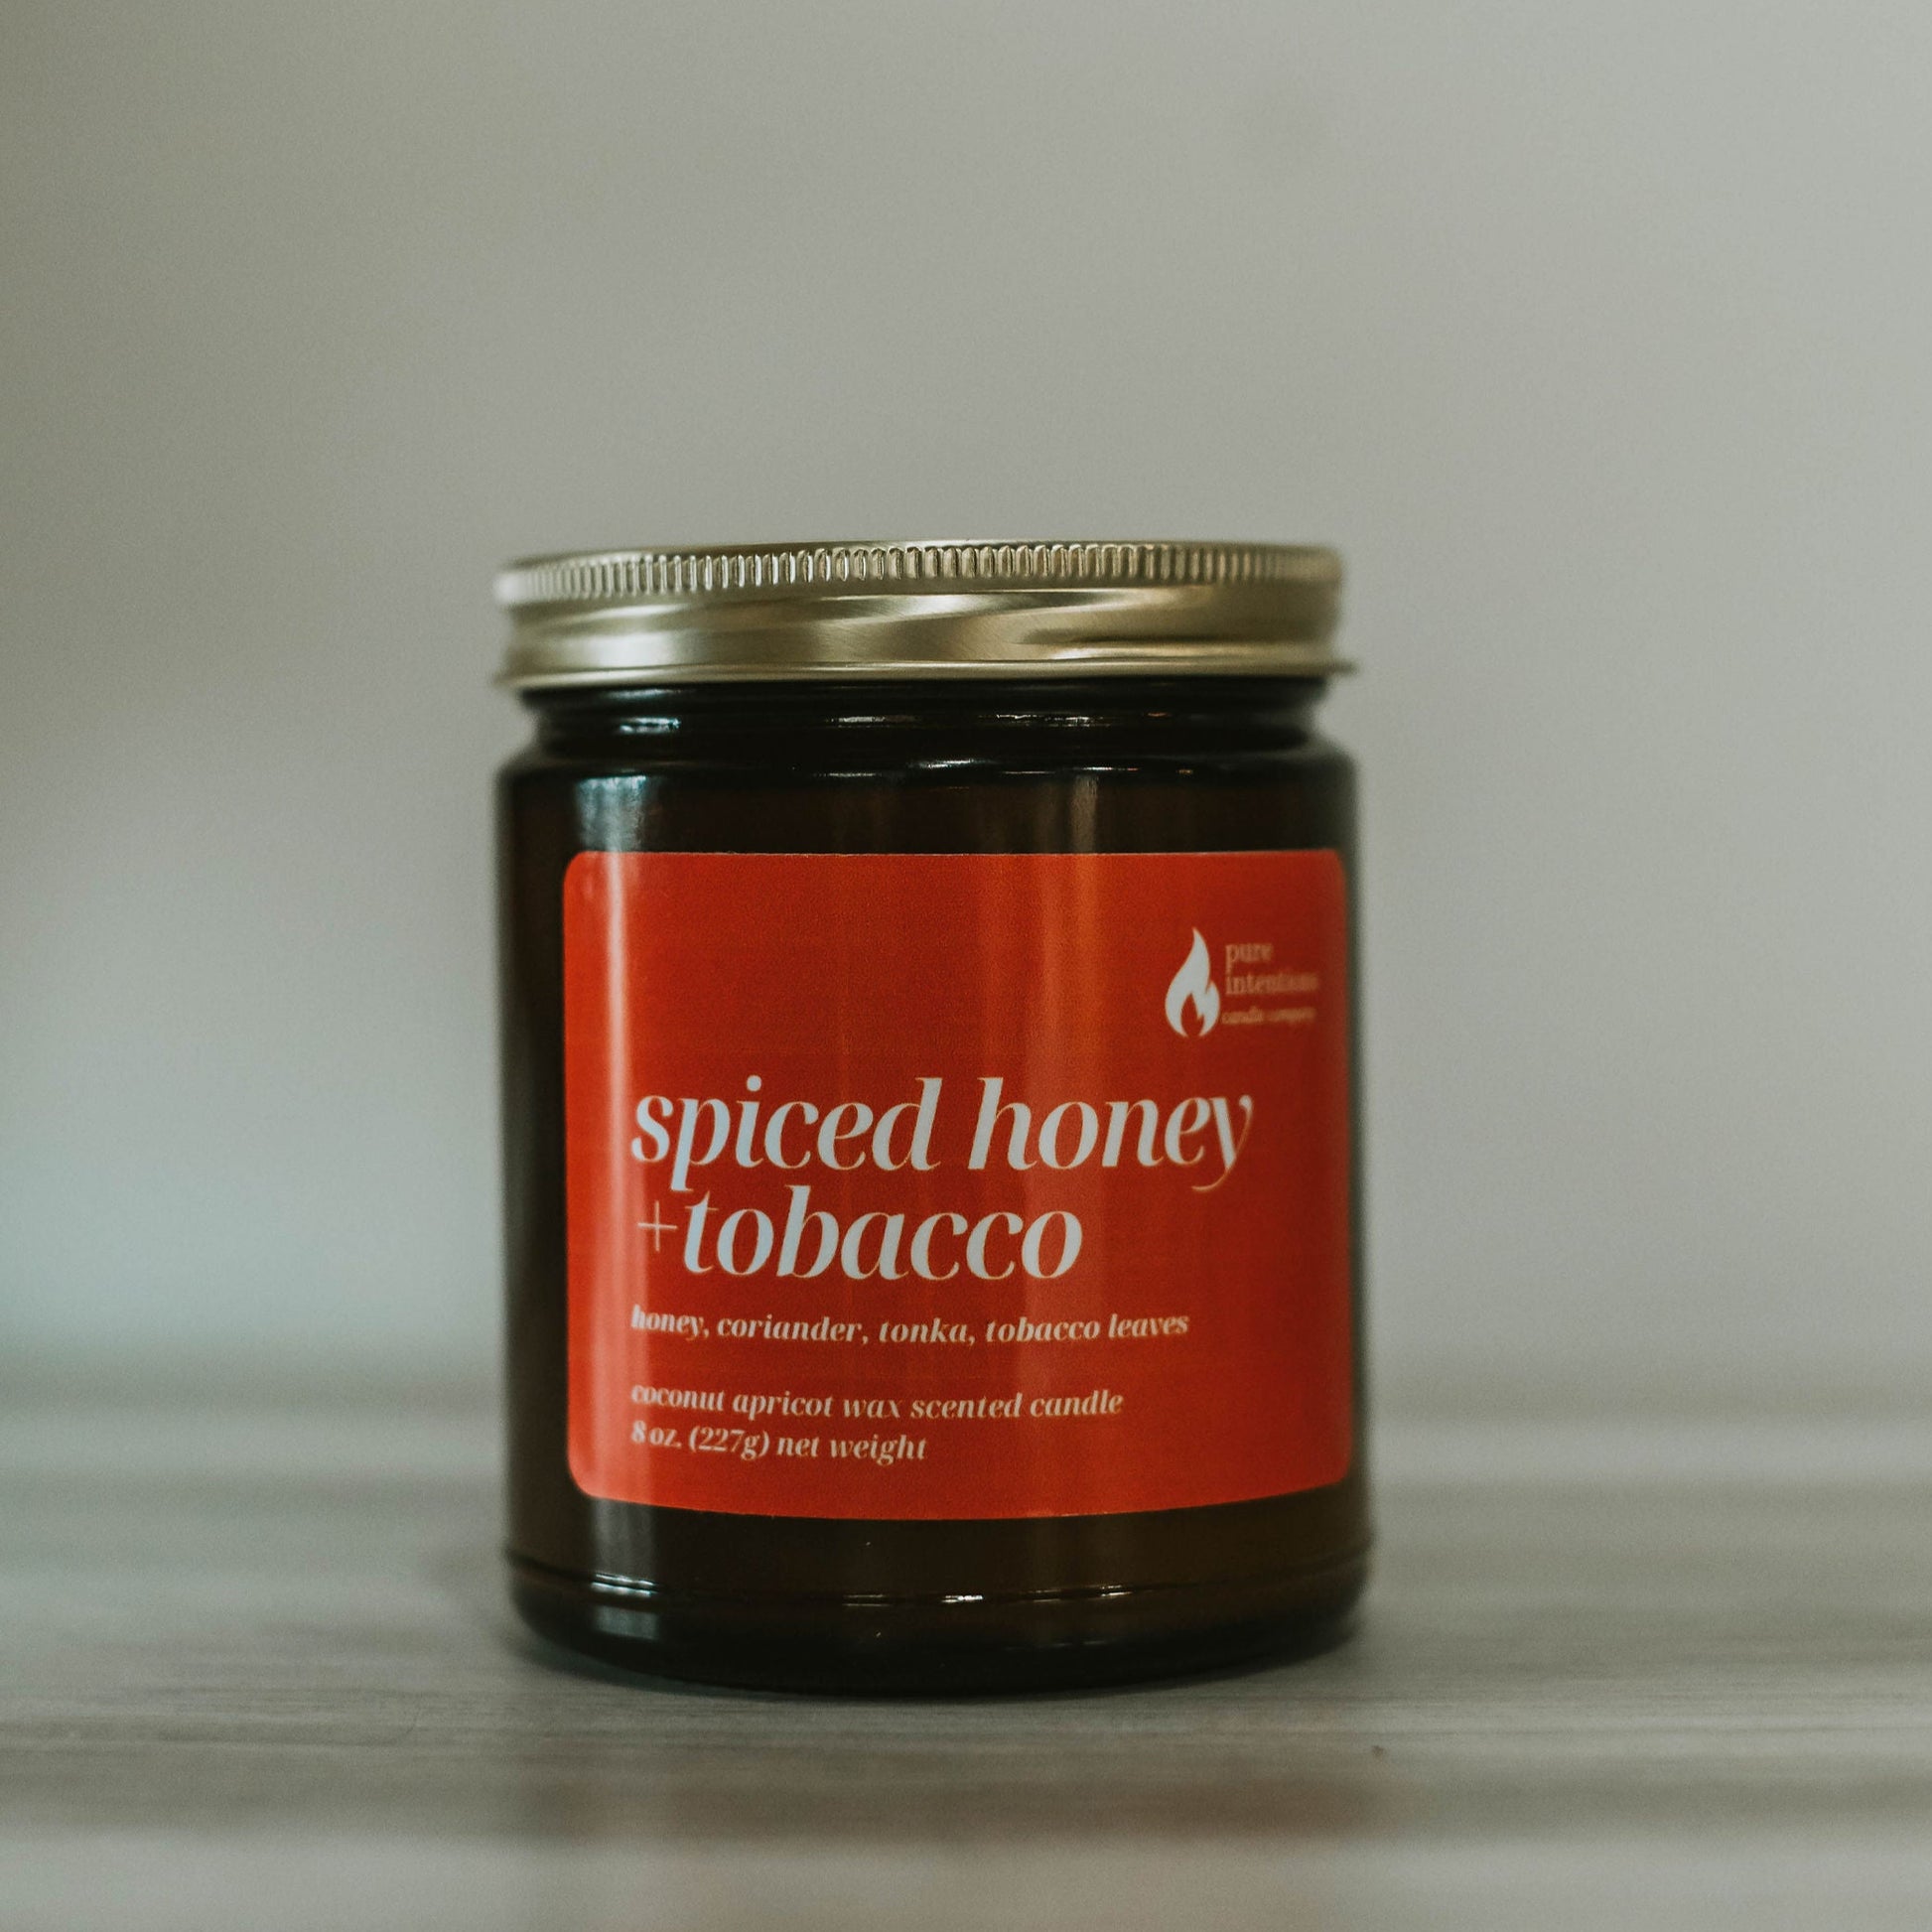 pure
intentions
candle company
spiced honey
+tobacco
honey, coriander, tonka, tobacco leaves
coconut apricot wax scented candle
8 oz. (227g) net weight